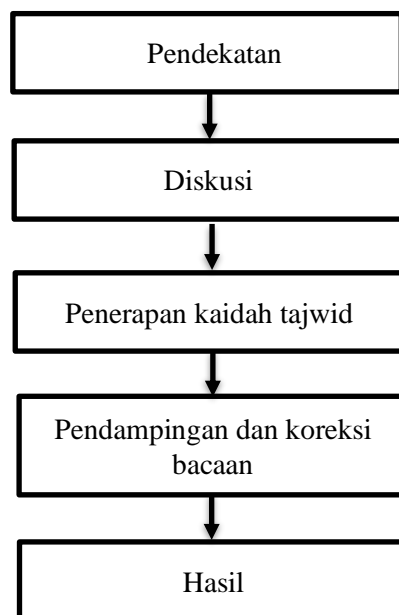 Pendekatan
Diskusi
Penerapan kaidah tajwid
Pendampingan dan koreksi
bacaan
Hasil